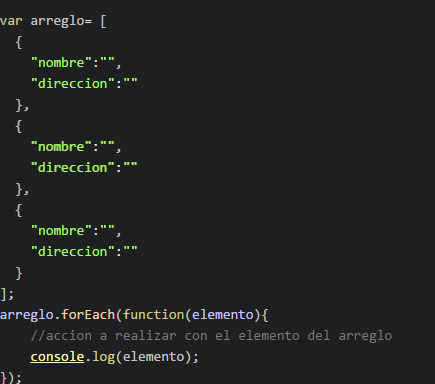 var arreglo= [
  {
    "nombre":"",
    "direccion":""
  },
  {
    "nombre":"",
    "direccion":""
  },
  {
    "nombre":"",
    "direccion":""
  }
];
arreglo.forEach(function(elemento){
    //accion a realizar con el elemento del arreglo
    console.log(elemento);
});